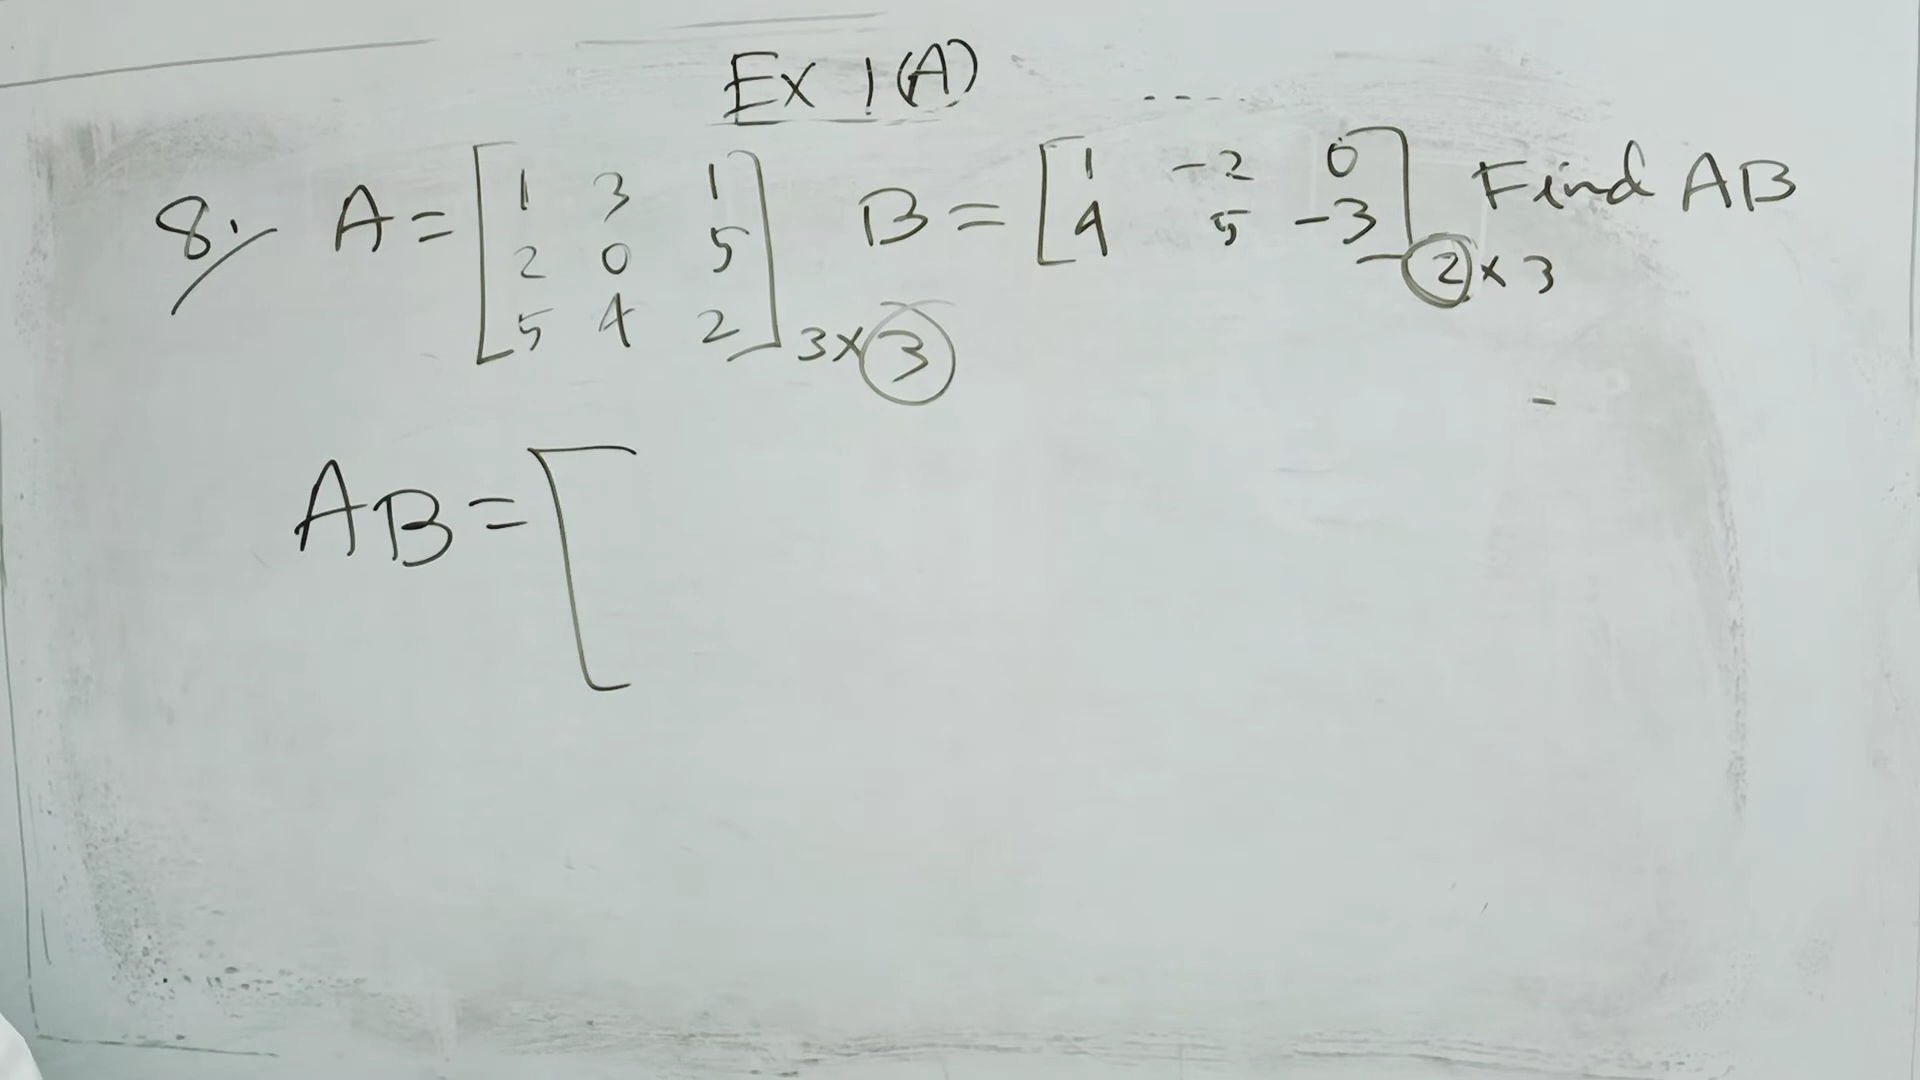 Ex 1(A)
8. A = [1 3 1 B = [1 -2 0 Find AB
2 0 5] 4 5 -3] 2 x 3
5 4 2] 3 x 3
AB = [